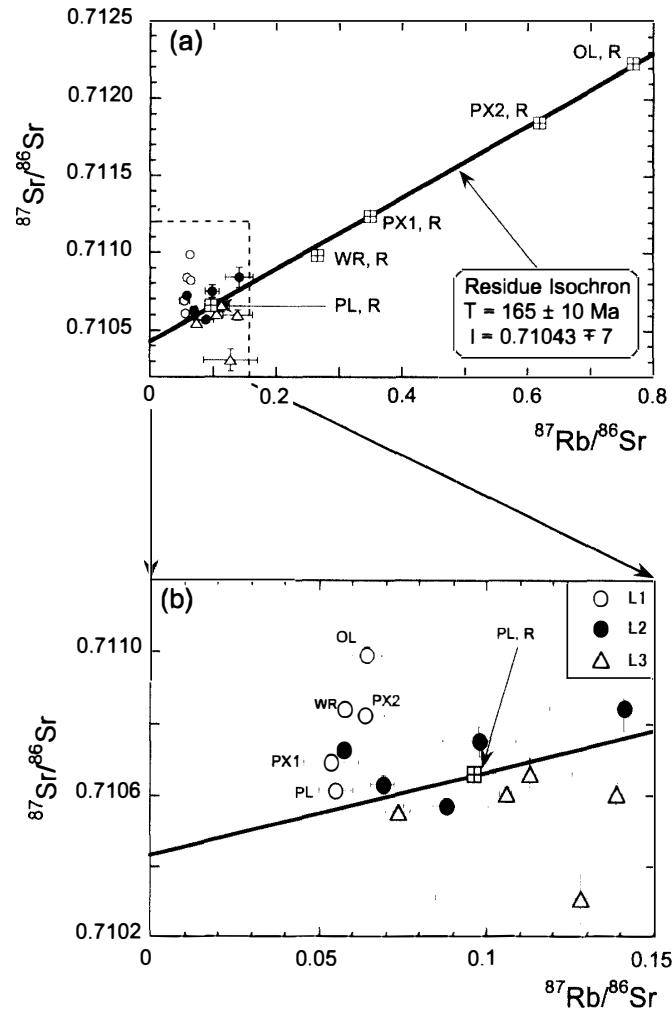 (a)
0.7125
0.7120
0.7115
0.7110
0.7105
⁸⁷Sr/⁸⁶Sr
OL, R
PX2, R
PX1, R
WR, R
PL, R
Residue Isochron
T = 165 ± 10 Ma
I = 0.71043 ∓ 7
0 0.2 0.4 0.6 0.8
⁸⁷Rb/⁸⁶Sr
(b)
L1
L2
L3
0.7110
0.7106
0.7102
⁸⁷Sr/⁸⁶Sr
OL
PL, R
WR
PX2
PX1
PL
0 0.05 0.1 0.15
⁸⁷Rb/⁸⁶Sr